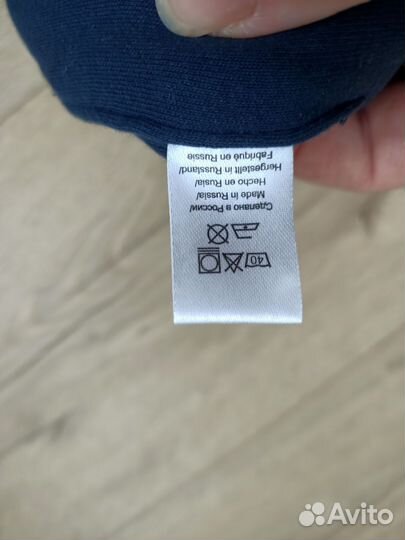 40
Сделано в России/
Made in Russia/
Hecho en Rusia/
Hergestellt in Russland/
Fabriqué en Russie
Avito